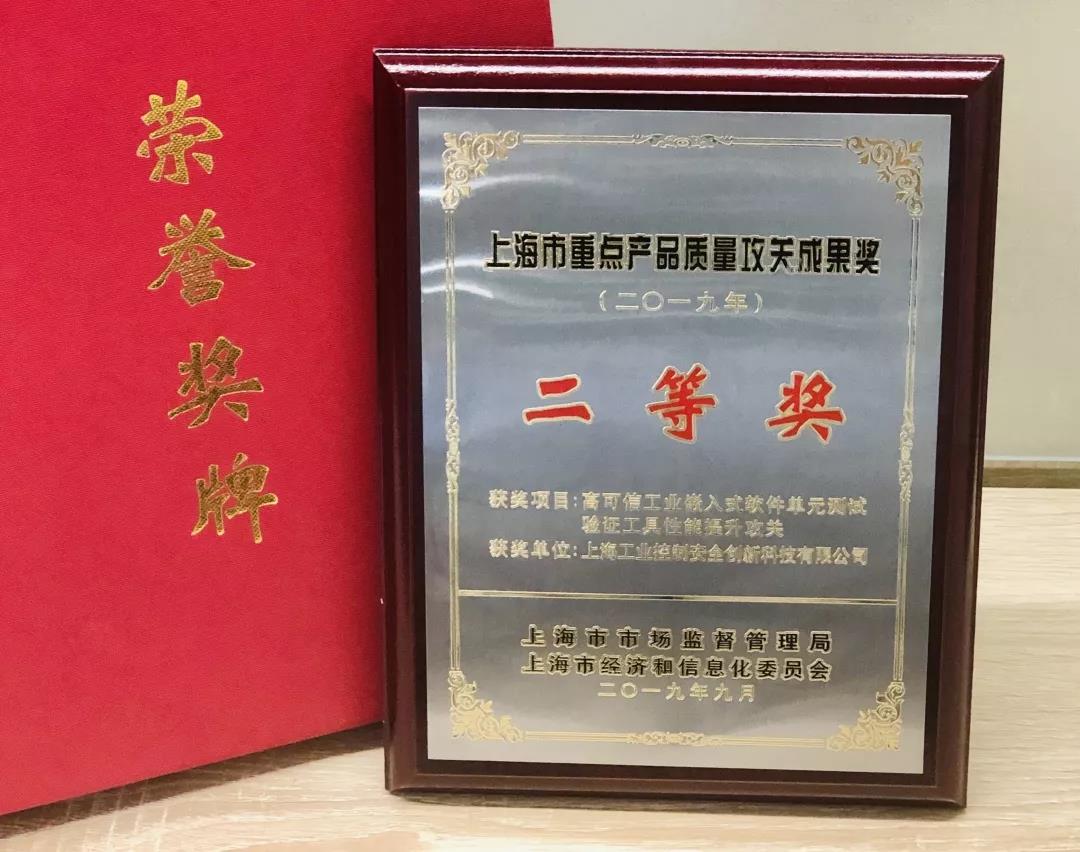 荣誉奖牌
上海市重点产品质量攻关成果奖
(二〇一九年)
二等奖
获奖项目:高可信工业嵌入式软件单元测试
验证工具性能提升攻关
获奖单位:上海工业控制安全创新科技有限公司
上海市市场监督管理局
上海市经济和信息化委员会
二〇一九年九月